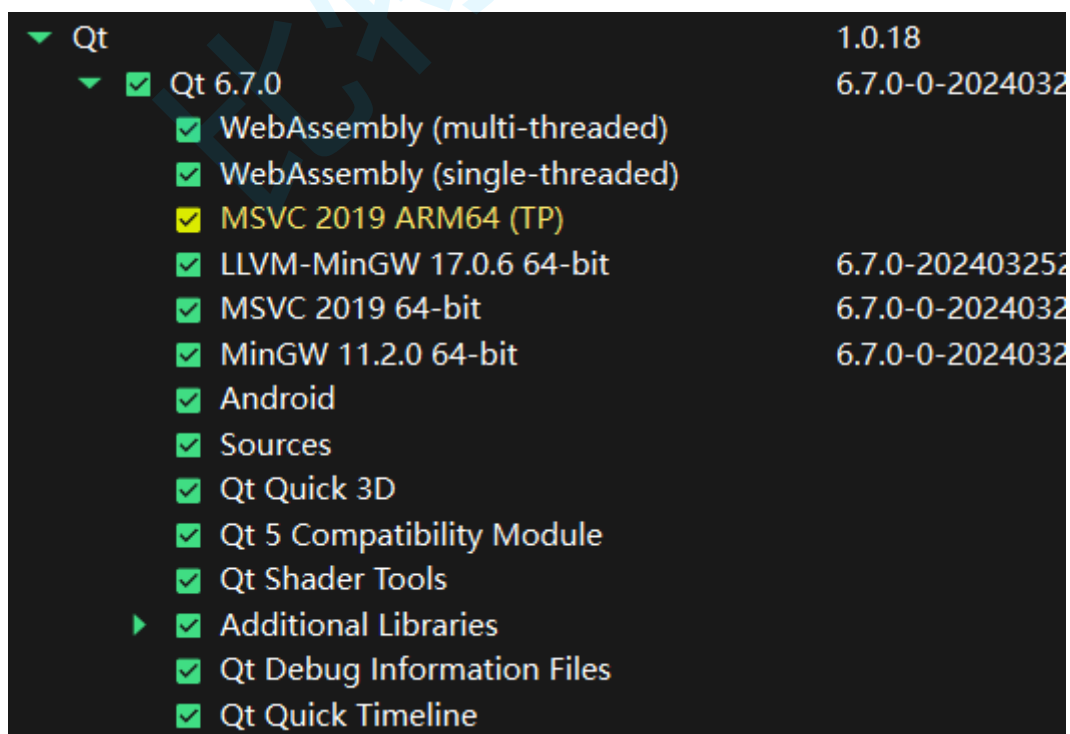 Qt 1.0.18
Qt 6.7.0 6.7.0-0-2024032
WebAssembly (multi-threaded)
WebAssembly (single-threaded)
MSVC 2019 ARM64 (TP)
LLVM-MinGW 17.0.6 64-bit 6.7.0-202403252
MSVC 2019 64-bit 6.7.0-0-2024032
MinGW 11.2.0 64-bit 6.7.0-0-2024032
Android
Sources
Qt Quick 3D
Qt 5 Compatibility Module
Qt Shader Tools
Additional Libraries
Qt Debug Information Files
Qt Quick Timeline